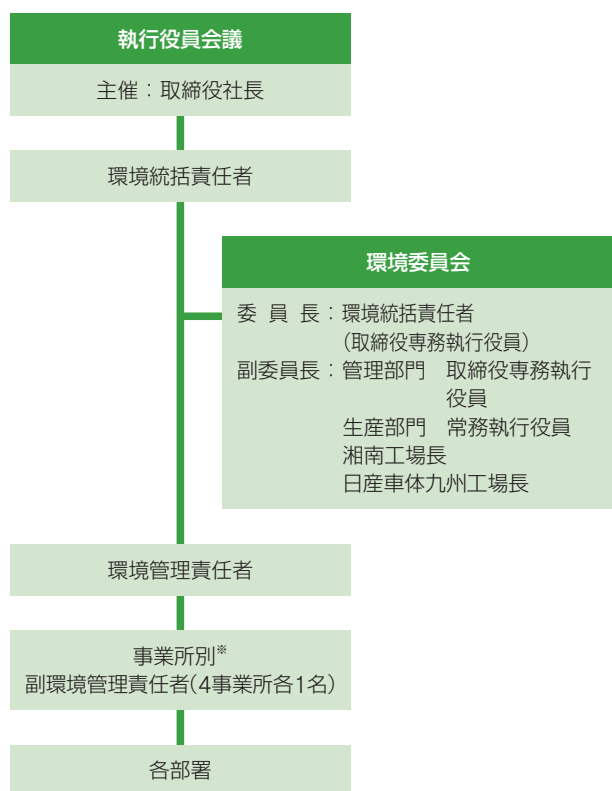 執行役員会議
主催：取締役社長
環境統括責任者
環境委員会
委 員 長：環境統括責任者
(取締役専務執行役員)
副委員長：管理部門　取締役専務執行
役員
生産部門　常務執行役員
湘南工場長
日産車体九州工場長
環境管理責任者
事業所別※
副環境管理責任者(4事業所各1名)
各部署